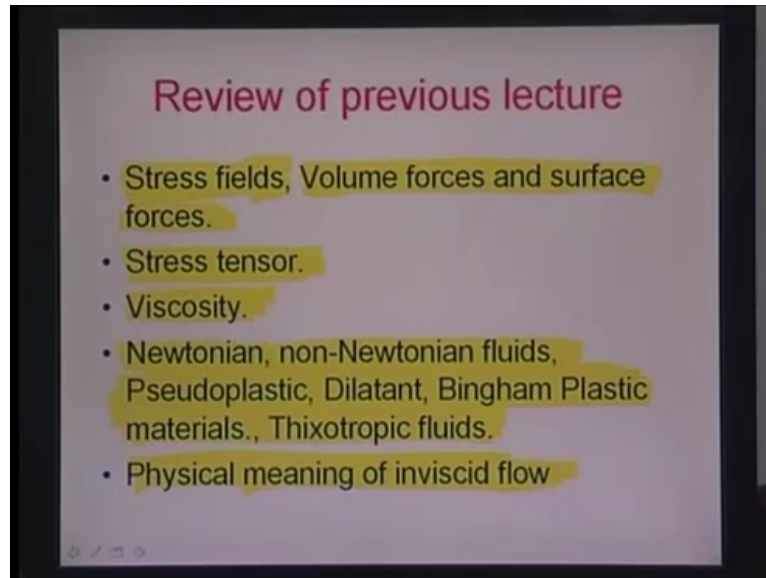 Review of previous lecture
• Stress fields, Volume forces and surface
forces.
• Stress tensor.
• Viscosity.
• Newtonian, non-Newtonian fluids,
Pseudoplastic, Dilatant, Bingham Plastic
materials., Thixotropic fluids.
• Physical meaning of inviscid flow